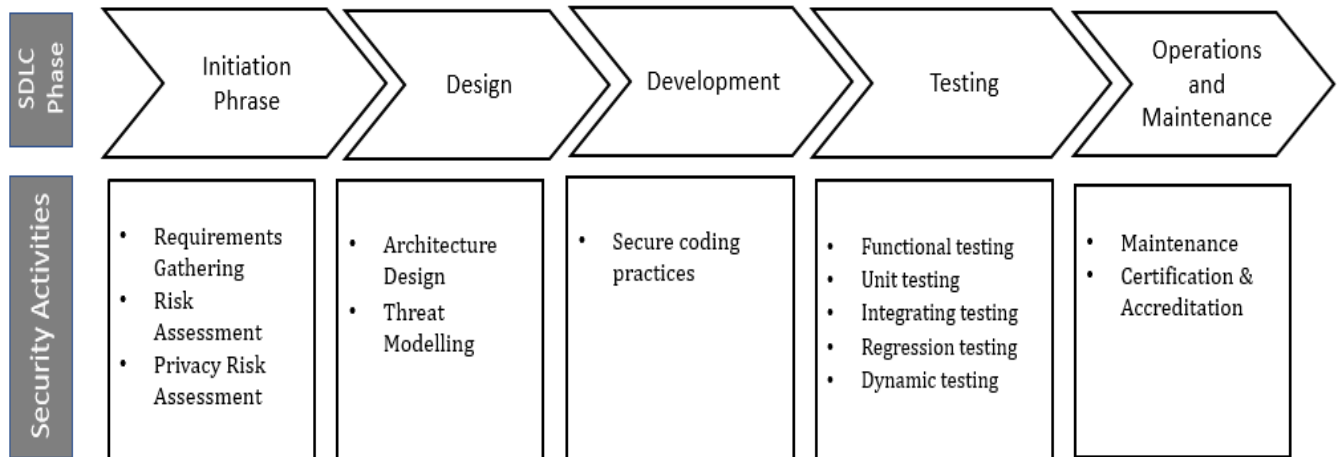 SDLC
Phase
Initiation
Phrase
Design
Development
Testing
Operations
and
Maintenance
Security Activities
• Requirements
Gathering
• Risk
Assessment
• Privacy Risk
Assessment
• Architecture
Design
• Threat
Modelling
• Secure coding
practices
• Functional testing
• Unit testing
• Integrating testing
• Regression testing
• Dynamic testing
• Maintenance
• Certification &
Accreditation